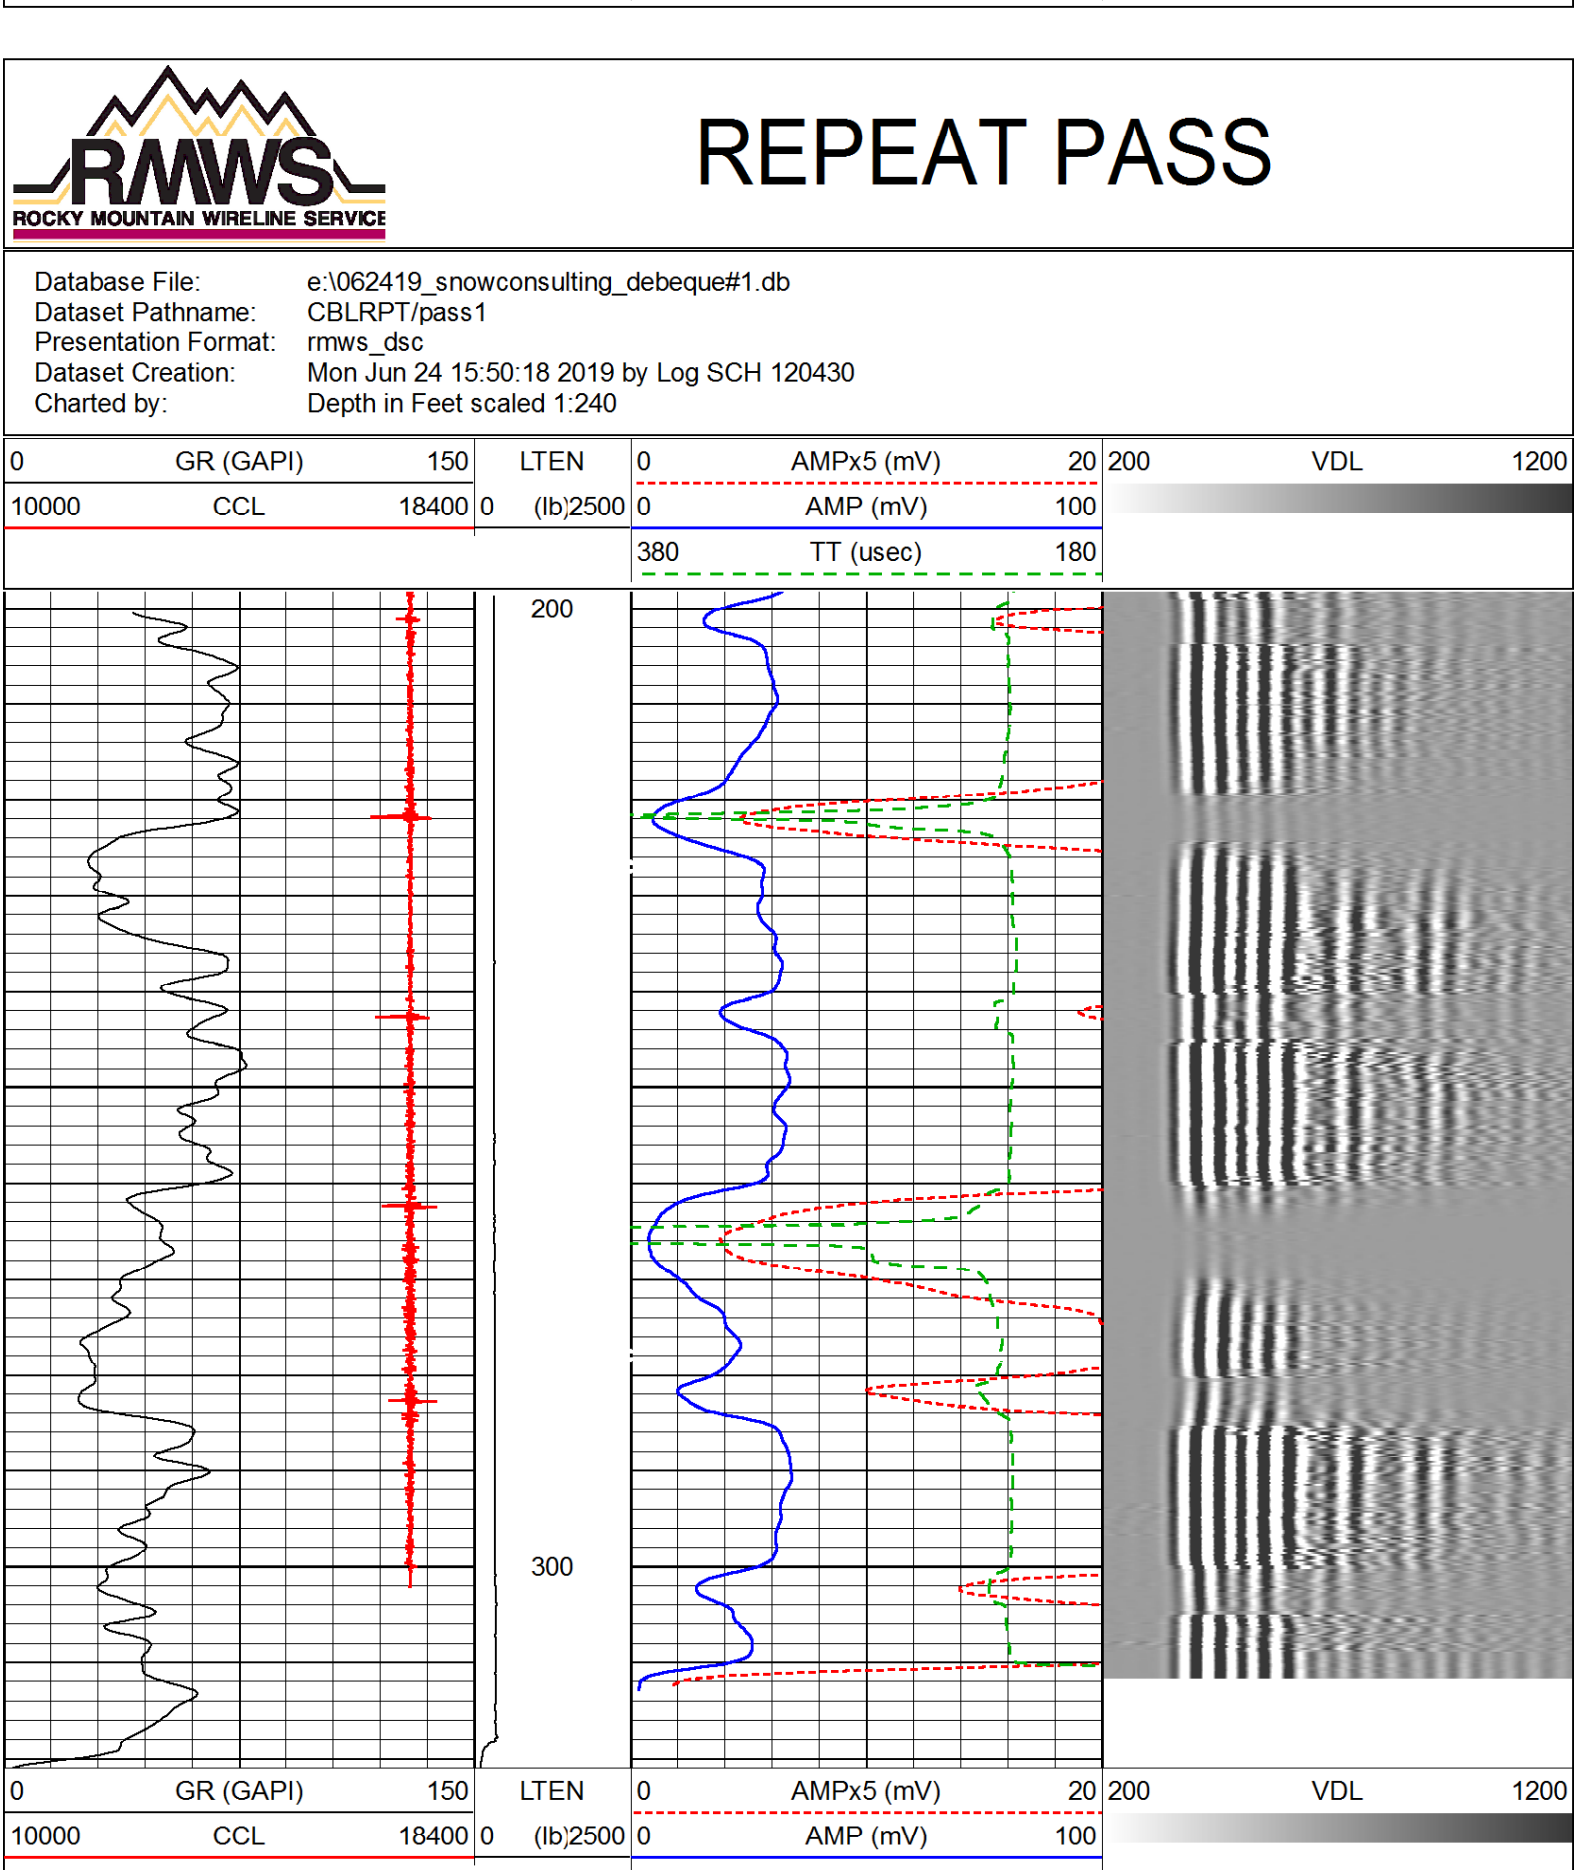 RMWS
ROCKY MOUNTAIN WIRELINE SERVICE
REPEAT PASS
Database File: e:\062419_snowconsulting_debeque#1.db
Dataset Pathname: CBLRPT/pass1
Presentation Format: rmws_dsc
Dataset Creation: Mon Jun 24 15:50:18 2019 by Log SCH 120430
Charted by: Depth in Feet scaled 1:240
0 GR (GAPI) 150 LTEN 0 AMPx5 (mV) 20 200 VDL 1200
10000 CCL 18400 0 (lb) 2500 0 AMP (mV) 100
380 TT (usec) 180
200
300
0 GR (GAPI) 150 LTEN 0 AMPx5 (mV) 20 200 VDL 1200
10000 CCL 18400 0 (lb) 2500 0 AMP (mV) 100